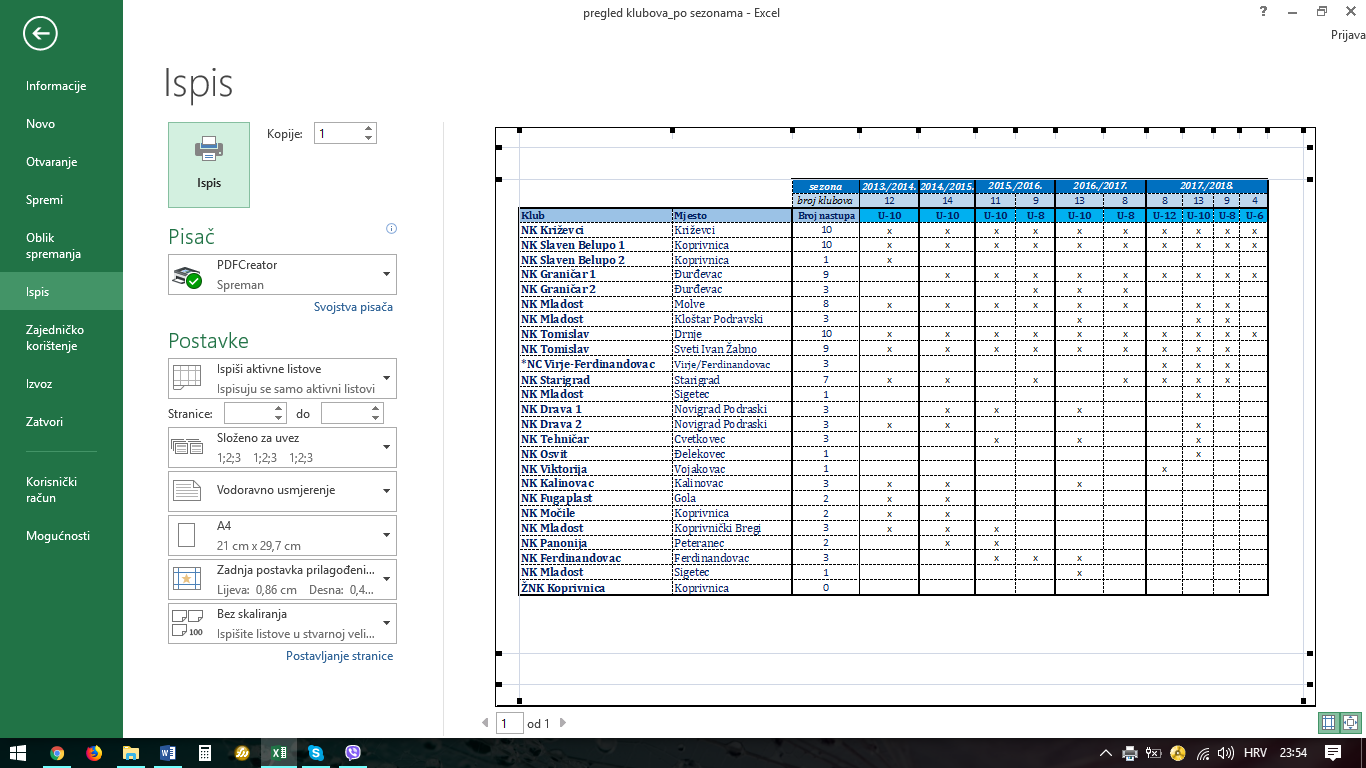 pregled klubova_po sezonama - Excel
?
Prijava
Informacije
Novo
Otvaranje
Spremi
Oblik
spremanja
Ispis
Zajedničko
korištenje
Izvoz
Zatvori
Korisnički
račun
Mogućnosti
Ispis
Ispis
Kopije: 1
Pisač
PDFCreator
Spreman
Svojstva pisača
Postavke
Ispiši aktivne listove
Ispisuju se samo aktivni listovi
Stranice: do
Složeno za uvez
1;2;3 1;2;3 1;2;3
Vodoravno usmjerenje
A4
21 cm x 29,7 cm
Zadnja postavka prilagođeni...
Lijeva: 0,86 cm Desna: 0,4...
Bez skaliranja
100
Ispišite listove u stvarnoj veli...
Postavljanje stranice
sezona 2013./2014. 2014./2015. 2015./2016. 2016./2017. 2017./2018.
broj klubova 12 14 11 9 13 8 8 13 9 4
Klub Mjesto Broj nastupa U-10 U-10 U-10 U-8 U-10 U-8 U-12 U-10 U-8 U-6
NK Križevci Križevci 10 x x x x x x x x x x
NK Slaven Belupo 1 Koprivnica 10 x x x x x x x x x x
NK Slaven Belupo 2 Koprivnica 1 x
NK Graničar 1 Đurđevac 9 x x x x x x x x x
NK Graničar 2 Đurđevac 3 x x x
NK Mladost Molve 8 x x x x x x x x
NK Mladost Kloštar Podravski 3 x x x
NK Tomislav Drnje 10 x x x x x x x x x x
NK Tomislav Sveti Ivan Žabno 9 x x x x x x x x x
*NC Virje-Ferdinandovac Virje/Ferdinandovac 3 x x x
NK Starigrad Starigrad 7 x x x x x x x
NK Mladost Sigetec 1 x
NK Drava 1 Novigrad Podraski 3 x x x
NK Drava 2 Novigrad Podraski 3 x x x
NK Tehničar Cvetkovec 3 x x x
NK Osvit Đelekovec 1 x
NK Viktorija Vojakovac 1 x
NK Kalinovac Kalinovac 3 x x x
NK Fugaplast Gola 2 x x
NK Močile Koprivnica 2 x x
NK Mladost Koprivnički Bregi 3 x x x
NK Panonija Peteranec 2 x x
NK Ferdinandovac Ferdinandovac 3 x x x
NK Mladost Sigetec 1 x
ŽNK Koprivnica Koprivnica 0
1 od 1
HRV 23:54